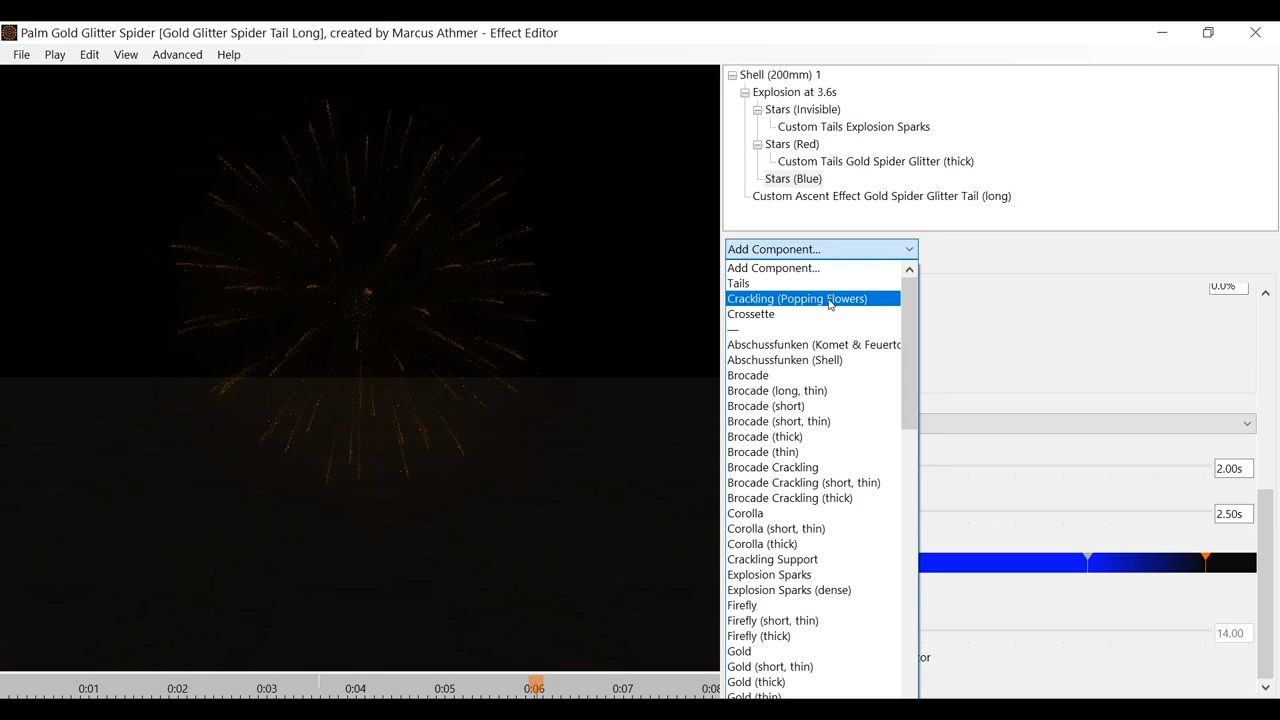 Palm Gold Glitter Spider [Gold Glitter Spider Tail Long], created by Marcus Athmer - Effect Editor
File Play Edit View Advanced Help
Shell (200mm) 1
Explosion at 3.6s
Stars (Invisible)
Custom Tails Explosion Sparks
Stars (Red)
Custom Tails Gold Spider Glitter (thick)
Stars (Blue)
Custom Ascent Effect Gold Spider Glitter Tail (long)
Add Component...
Add Component...
Tails
0.0%
Crackling (Popping Flowers)
Crossette
—
Abschussfunken (Komet & Feuertc
Abschussfunken (Shell)
Brocade
Brocade (long, thin)
Brocade (short)
Brocade (short, thin)
Brocade (thick)
Brocade (thin)
Brocade Crackling
2.00s
Brocade Crackling (short, thin)
Brocade Crackling (thick)
Corolla
2.50s
Corolla (short, thin)
Corolla (thick)
Crackling Support
Explosion Sparks
Explosion Sparks (dense)
Firefly
Firefly (short, thin)
Firefly (thick)
14.00
Gold
or
Gold (short, thin)
Gold (thick)
Gold (thin)
0:01 0:02 0:03 0:04 0:05 0:06 0:07 0:08